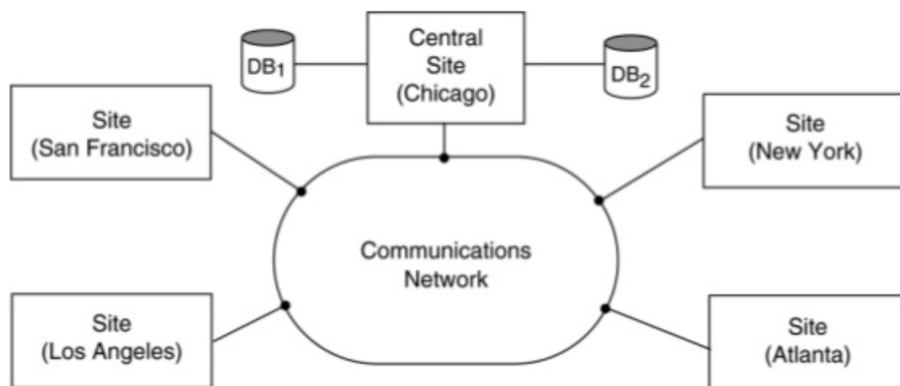 DB1
Central
Site
(Chicago)
DB2
Site
(San Francisco)
Site
(New York)
Communications
Network
Site
(Los Angeles)
Site
(Atlanta)